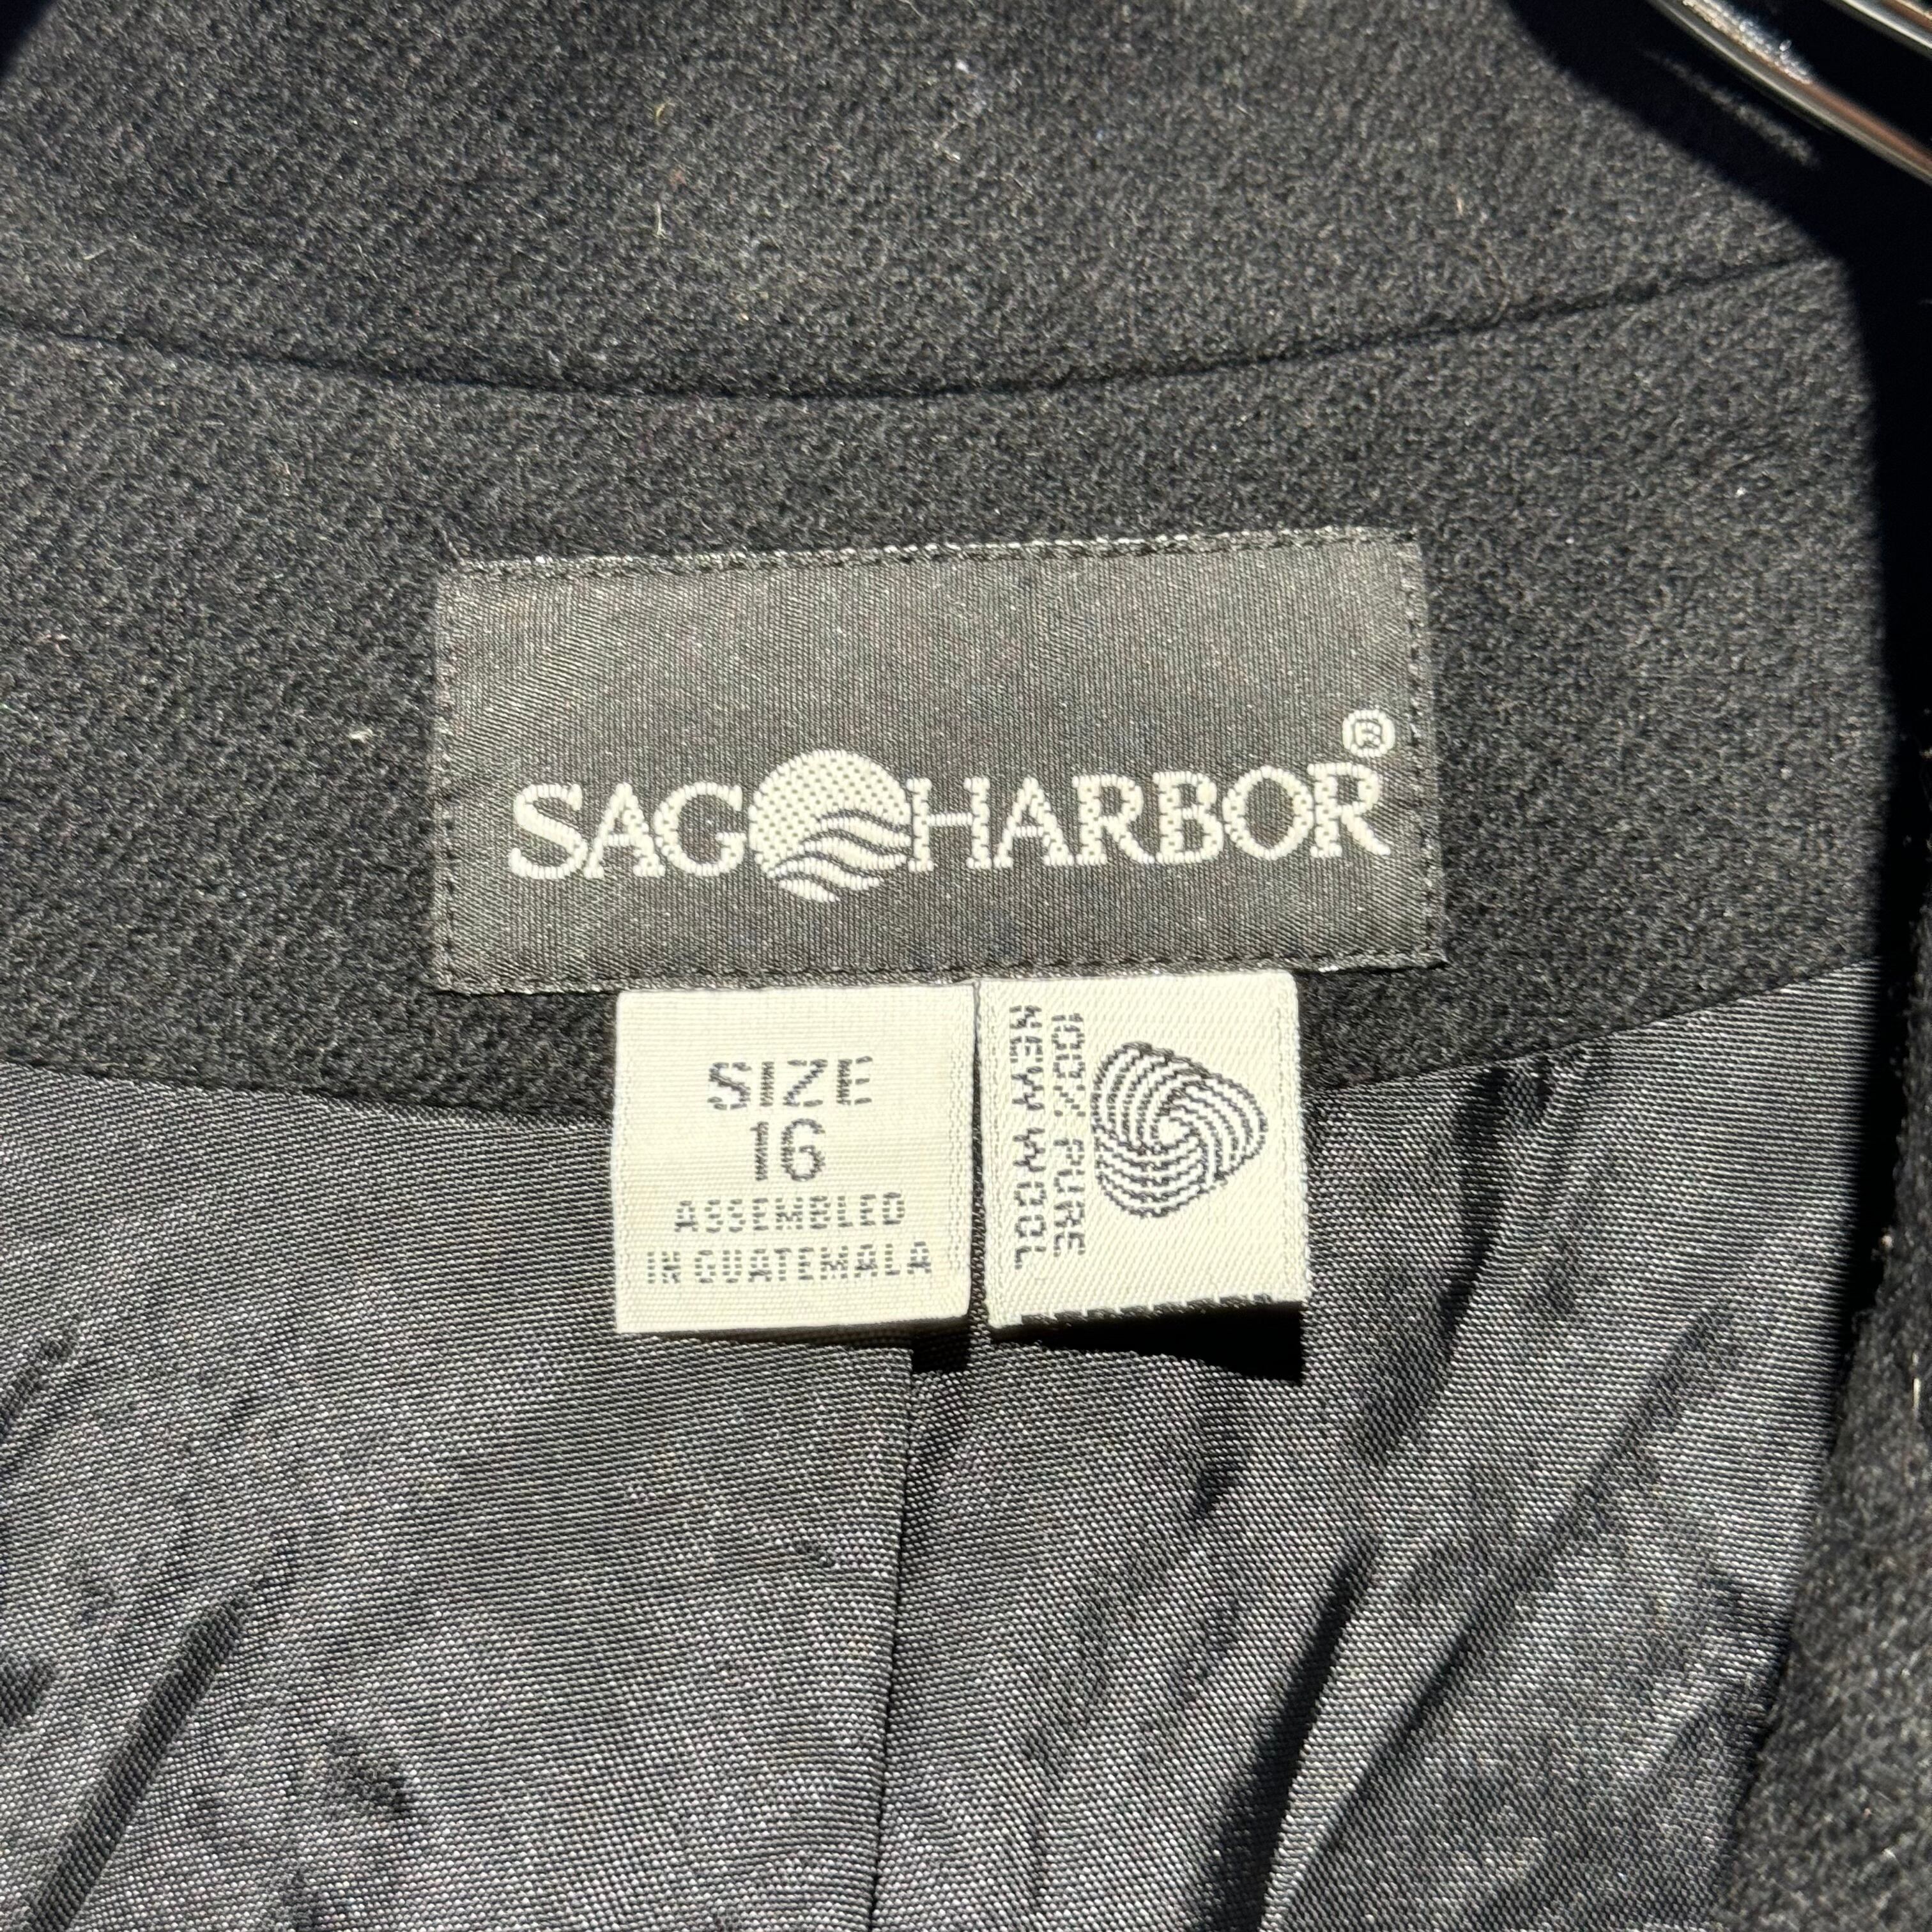 SAG HARBOR®
SIZE
16
ASSEMBLED
IN GUATEMALA
100% PURE
NEW WOOL